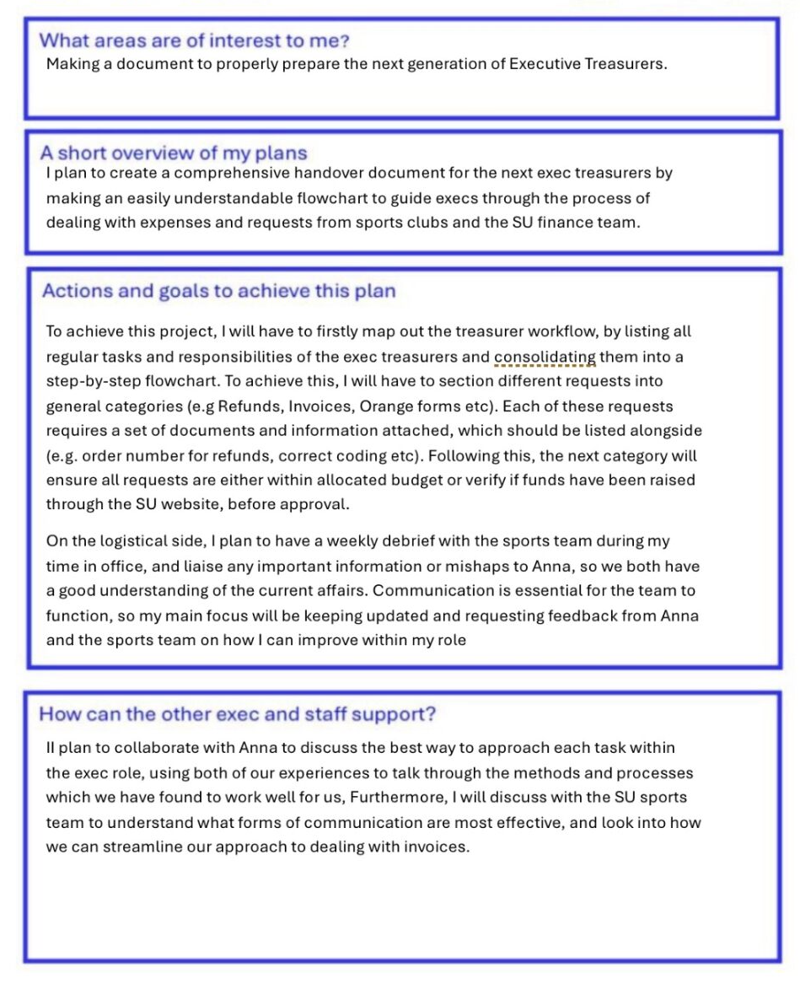 What areas are of interest to me?
Making a document to properly prepare the next generation of Executive Treasurers.
A short overview of my plans
I plan to create a comprehensive handover document for the next exec treasurers by
making an easily understandable flowchart to guide execs through the process of
dealing with expenses and requests from sports clubs and the SU finance team.
Actions and goals to achieve this plan
To achieve this project, I will have to firstly map out the treasurer workflow, by listing all
regular tasks and responsibilities of the exec treasurers and consolidating them into a
step-by-step flowchart. To achieve this, I will have to section different requests into
general categories (e.g Refunds, Invoices, Orange forms etc). Each of these requests
requires a set of documents and information attached, which should be listed alongside
(e.g. order number for refunds, correct coding etc). Following this, the next category will
ensure all requests are either within allocated budget or verify if funds have been raised
through the SU website, before approval.
On the logistical side, I plan to have a weekly debrief with the sports team during my
time in office, and liaise any important information or mishaps to Anna, so we both have
a good understanding of the current affairs. Communication is essential for the team to
function, so my main focus will be keeping updated and requesting feedback from Anna
and the sports team on how I can improve within my role
How can the other exec and staff support?
II plan to collaborate with Anna to discuss the best way to approach each task within
the exec role, using both of our experiences to talk through the methods and processes
which we have found to work well for us, Furthermore, I will discuss with the SU sports
team to understand what forms of communication are most effective, and look into how
we can streamline our approach to dealing with invoices.